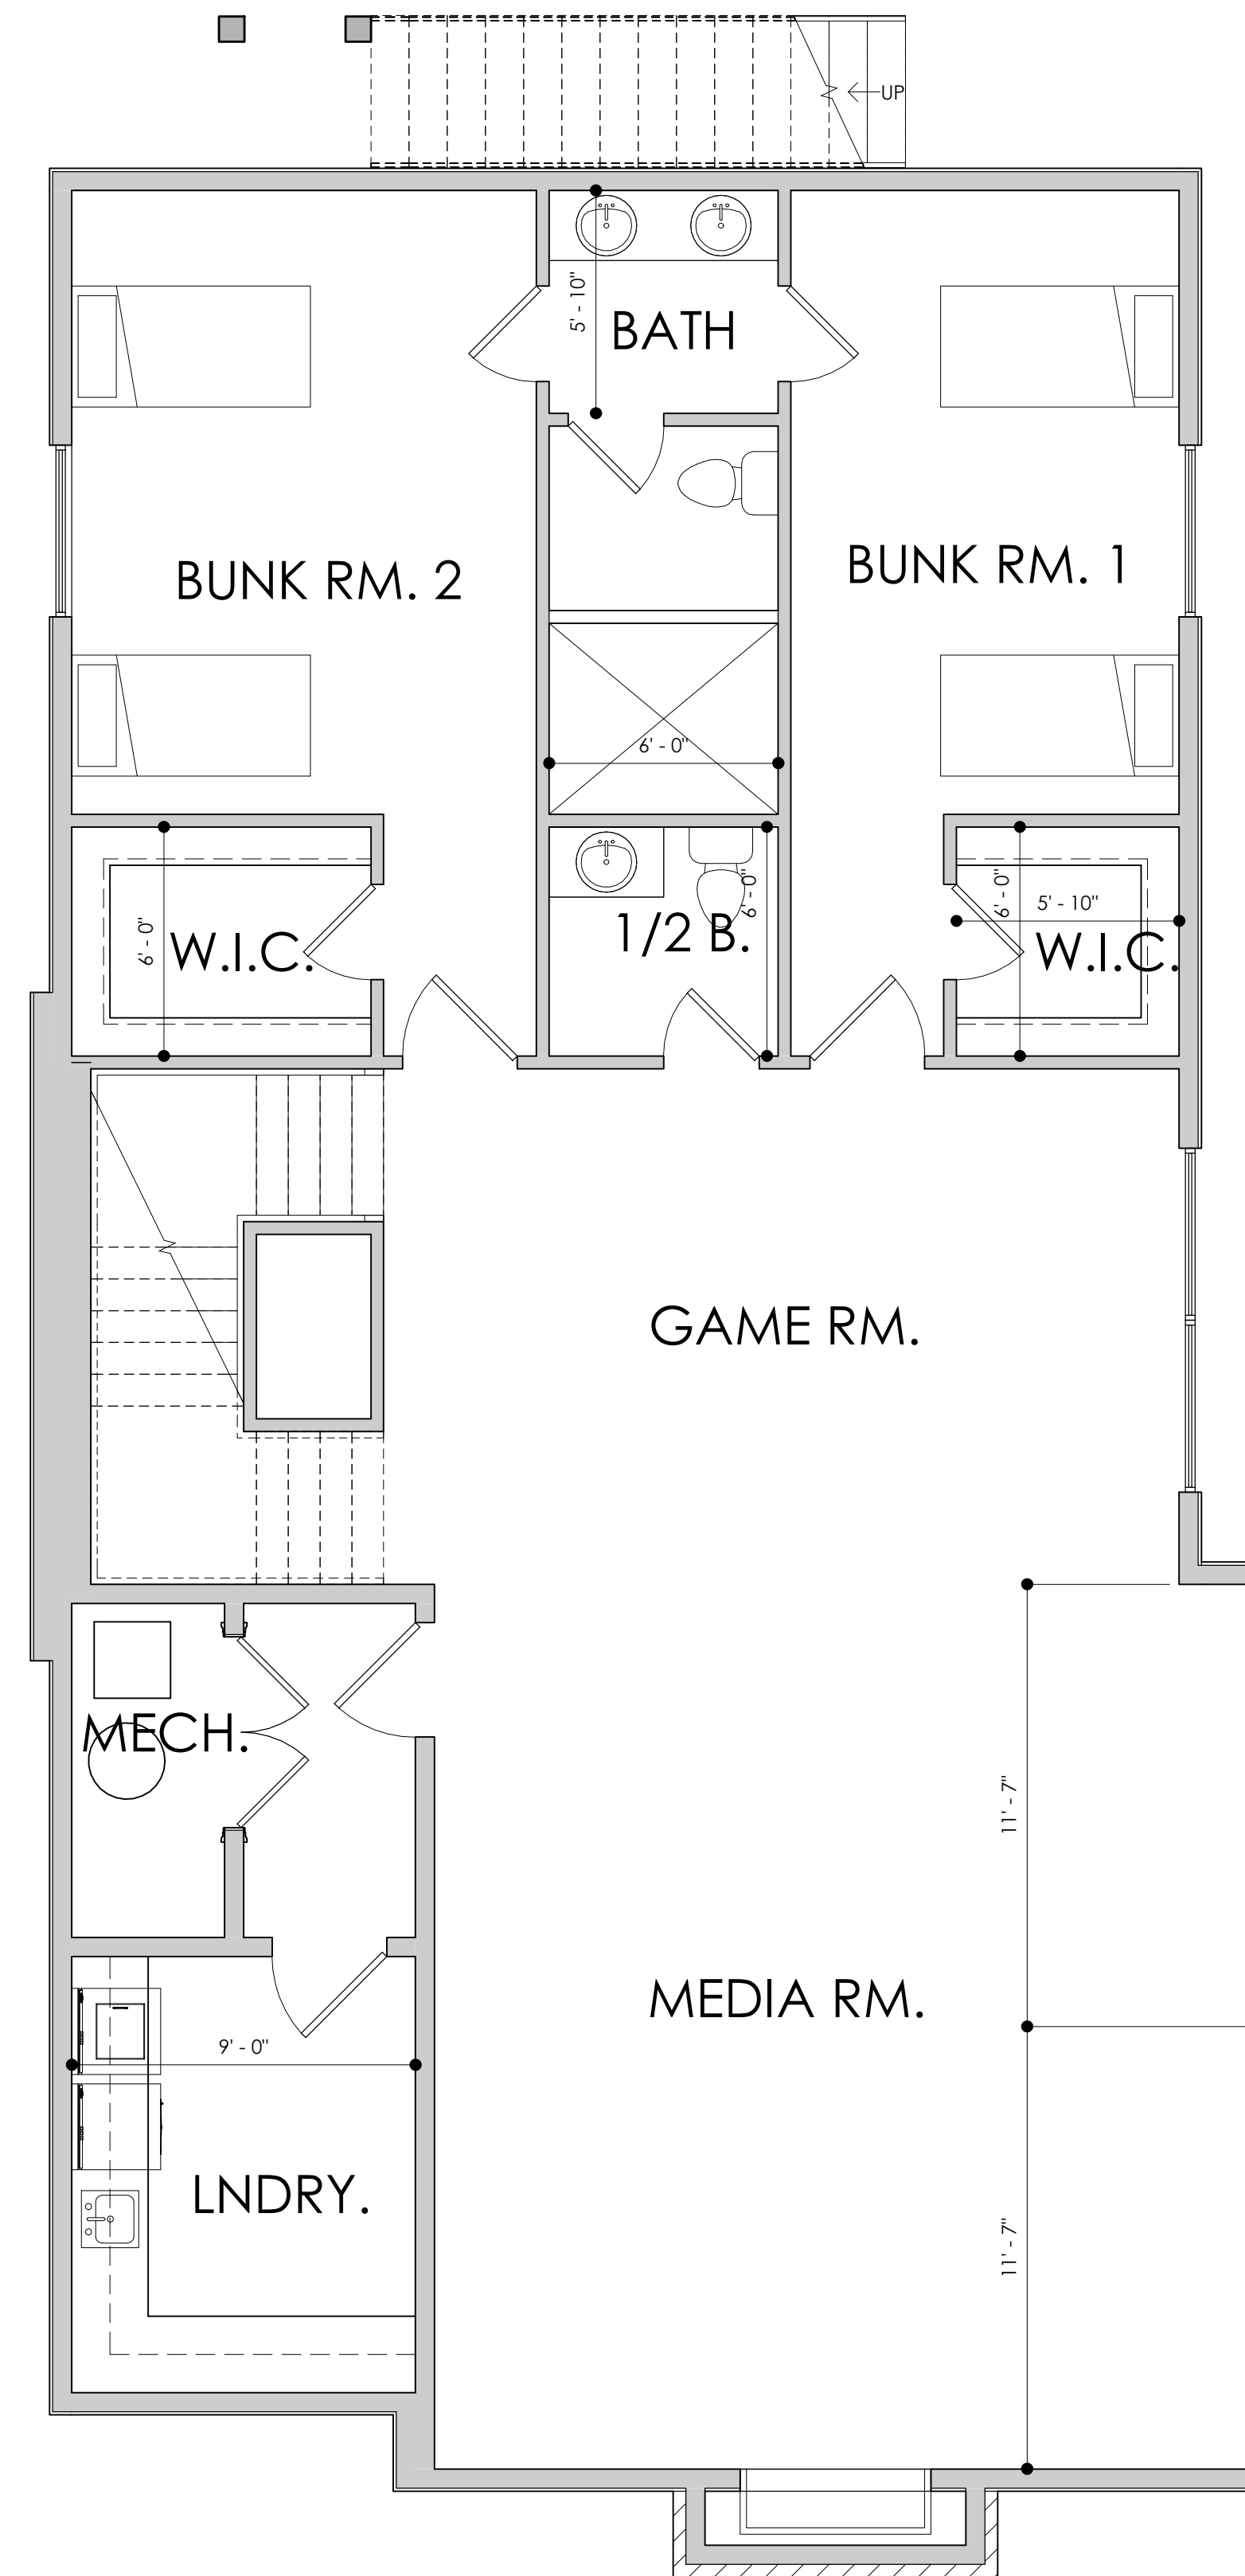 UP
5' - 10"
BATH
BUNK RM. 2
BUNK RM. 1
6' - 0"
6' - 0"
W.I.C.
1/2 B.
6' - 0"
6' - 0"
5' - 10"
W.I.C.
GAME RM.
MECH.
11' - 7"
MEDIA RM.
9' - 0"
LNDRY.
11' - 7"